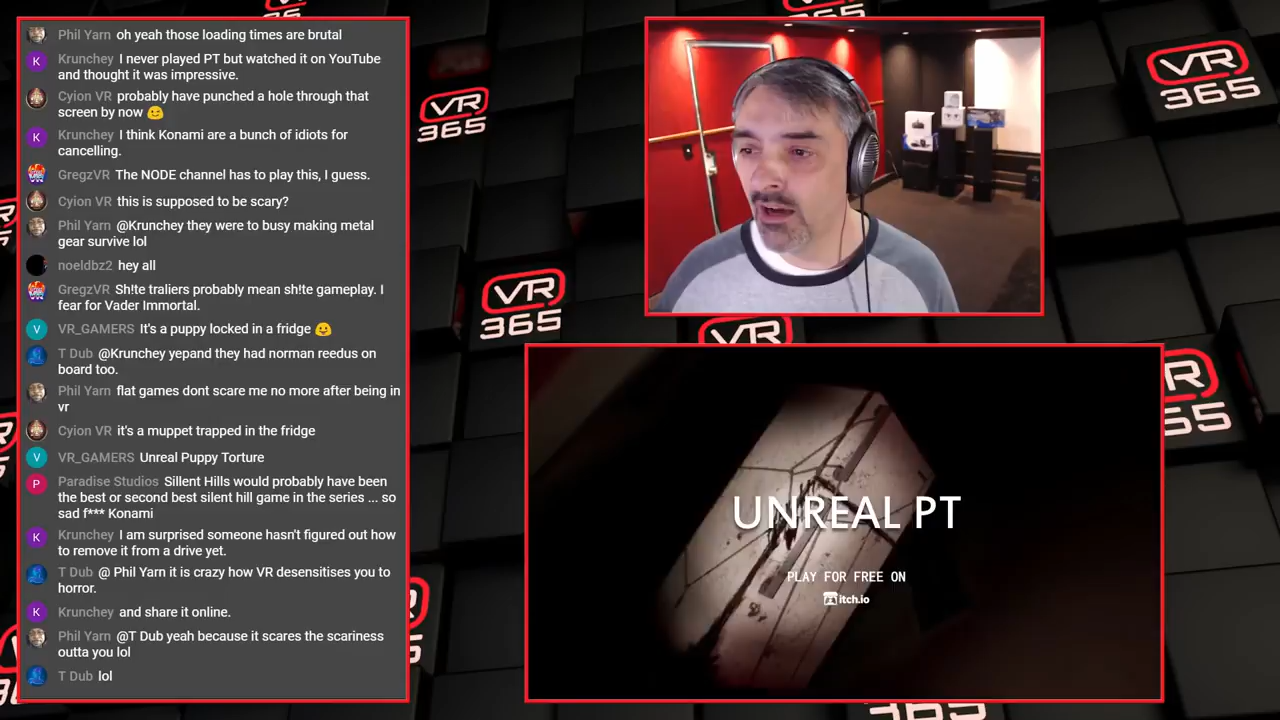 Phil Yarn oh yeah those loading times are brutal
Krunchey I never played PT but watched it on YouTube
and thought it was impressive.
Cyion VR probably have punched a hole through that
screen by now 😊
Krunchey I think Konami are a bunch of idiots for
cancelling.
GregzVR The NODE channel has to play this, I guess.
Cyion VR this is supposed to be scary?
Phil Yarn @Krunchey they were to busy making metal
gear survive lol
noeldbz2 hey all
GregzVR Sh!te traliers probably mean sh!te gameplay. I
fear for Vader Immortal.
VR_GAMERS It's a puppy locked in a fridge 😛
T Dub @Krunchey yepand they had norman reedus on
board too.
Phil Yarn flat games dont scare me no more after being in
vr
Cyion VR it's a muppet trapped in the fridge
VR_GAMERS Unreal Puppy Torture
Paradise Studios Sillent Hills would probably have been
the best or second best silent hill game in the series ... so
sad f*** Konami
Krunchey I am surprised someone hasn't figured out how
to remove it from a drive yet.
T Dub @ Phil Yarn it is crazy how VR desensitises you to
horror.
Krunchey and share it online.
Phil Yarn @T Dub yeah because it scares the scariness
outta you lol
T Dub lol
K
K
V
V
P
K
K
VR
365
VR
365
VR
365
VR
R
65
365
UNREAL PT
PLAY FOR FREE ON
itch.io